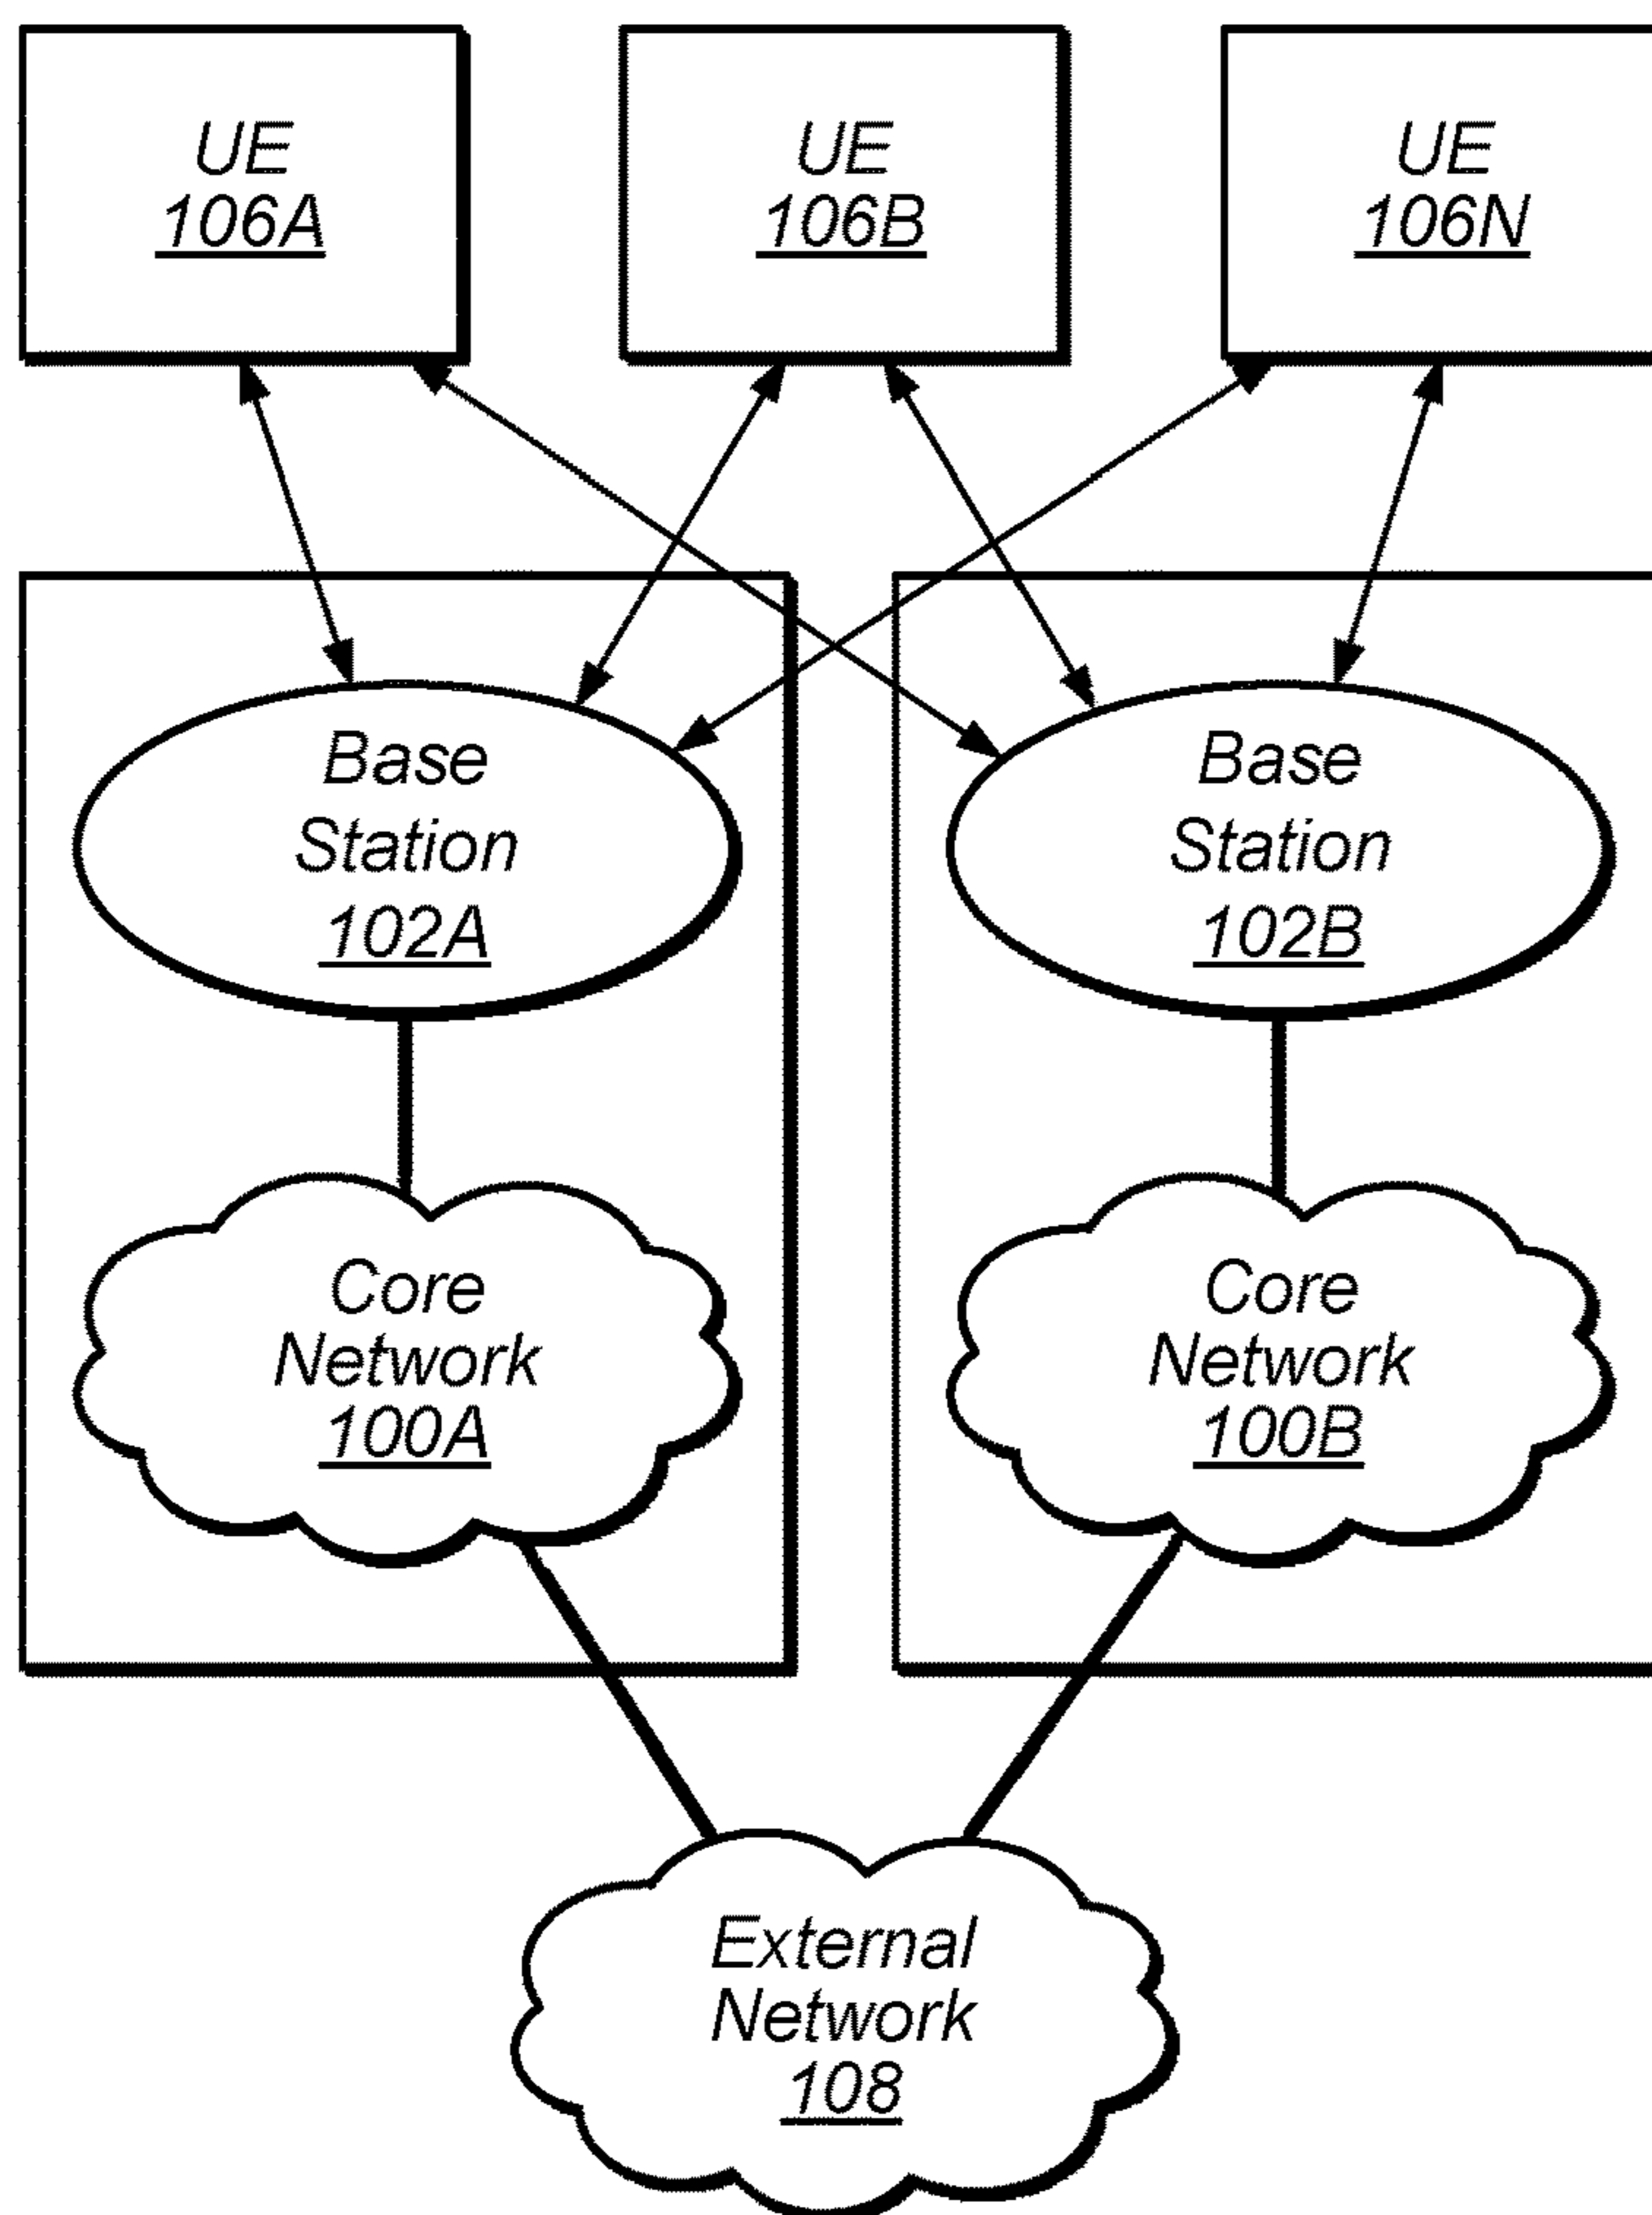 UE
106A
UE
106B
UE
106N
Base
Station
102A
Base
Station
102B
Core
Network
100A
Core
Network
100B
External
Network
108